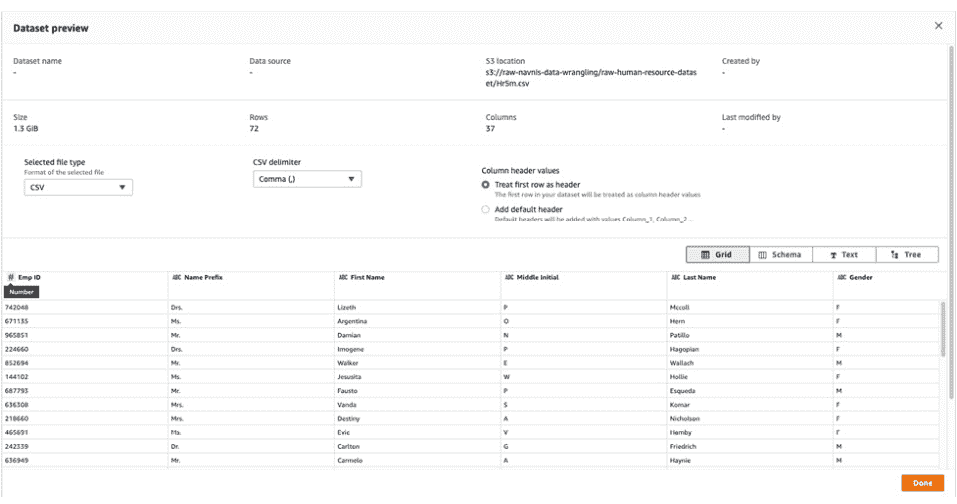 Dataset preview
Dataset name
-
Data source
-
S3 location
s3://raw-navnis-data-wrangling/raw-human-resource-datas
et/Hr5m.csv
Created by
-
Size
1.3 GiB
Rows
72
Columns
37
Last modified by
-
Selected file type
Format of the selected file
CSV
CSV delimiter
Comma (,)
Column header values
Treat first row as header
The first row in your dataset will be treated as column header values
Add default header
Default headers will be added with values Column_1, Column_2 ...
Grid Schema Text Tree
# Emp ID ABC Name Prefix ABC First Name ABC Middle Initial ABC Last Name ABC Gender
Number
742048 Drs. Lizeth P Mccoll F
671135 Ms. Argentina O Hern F
965851 Mr. Damian N Patillo M
224660 Drs. Imogene P Hagopian F
852694 Mr. Walker E Wallach M
144102 Ms. Jesusita W Hollie F
687793 Mr. Fausto P Esqueda M
636308 Mrs. Vanda S Komar F
218660 Mrs. Destiny A Nicholson F
465691 Ms. Evie V Hornby F
242339 Dr. Carlton G Friedrich M
636949 Mr. Carmelo A Haynie M
Done